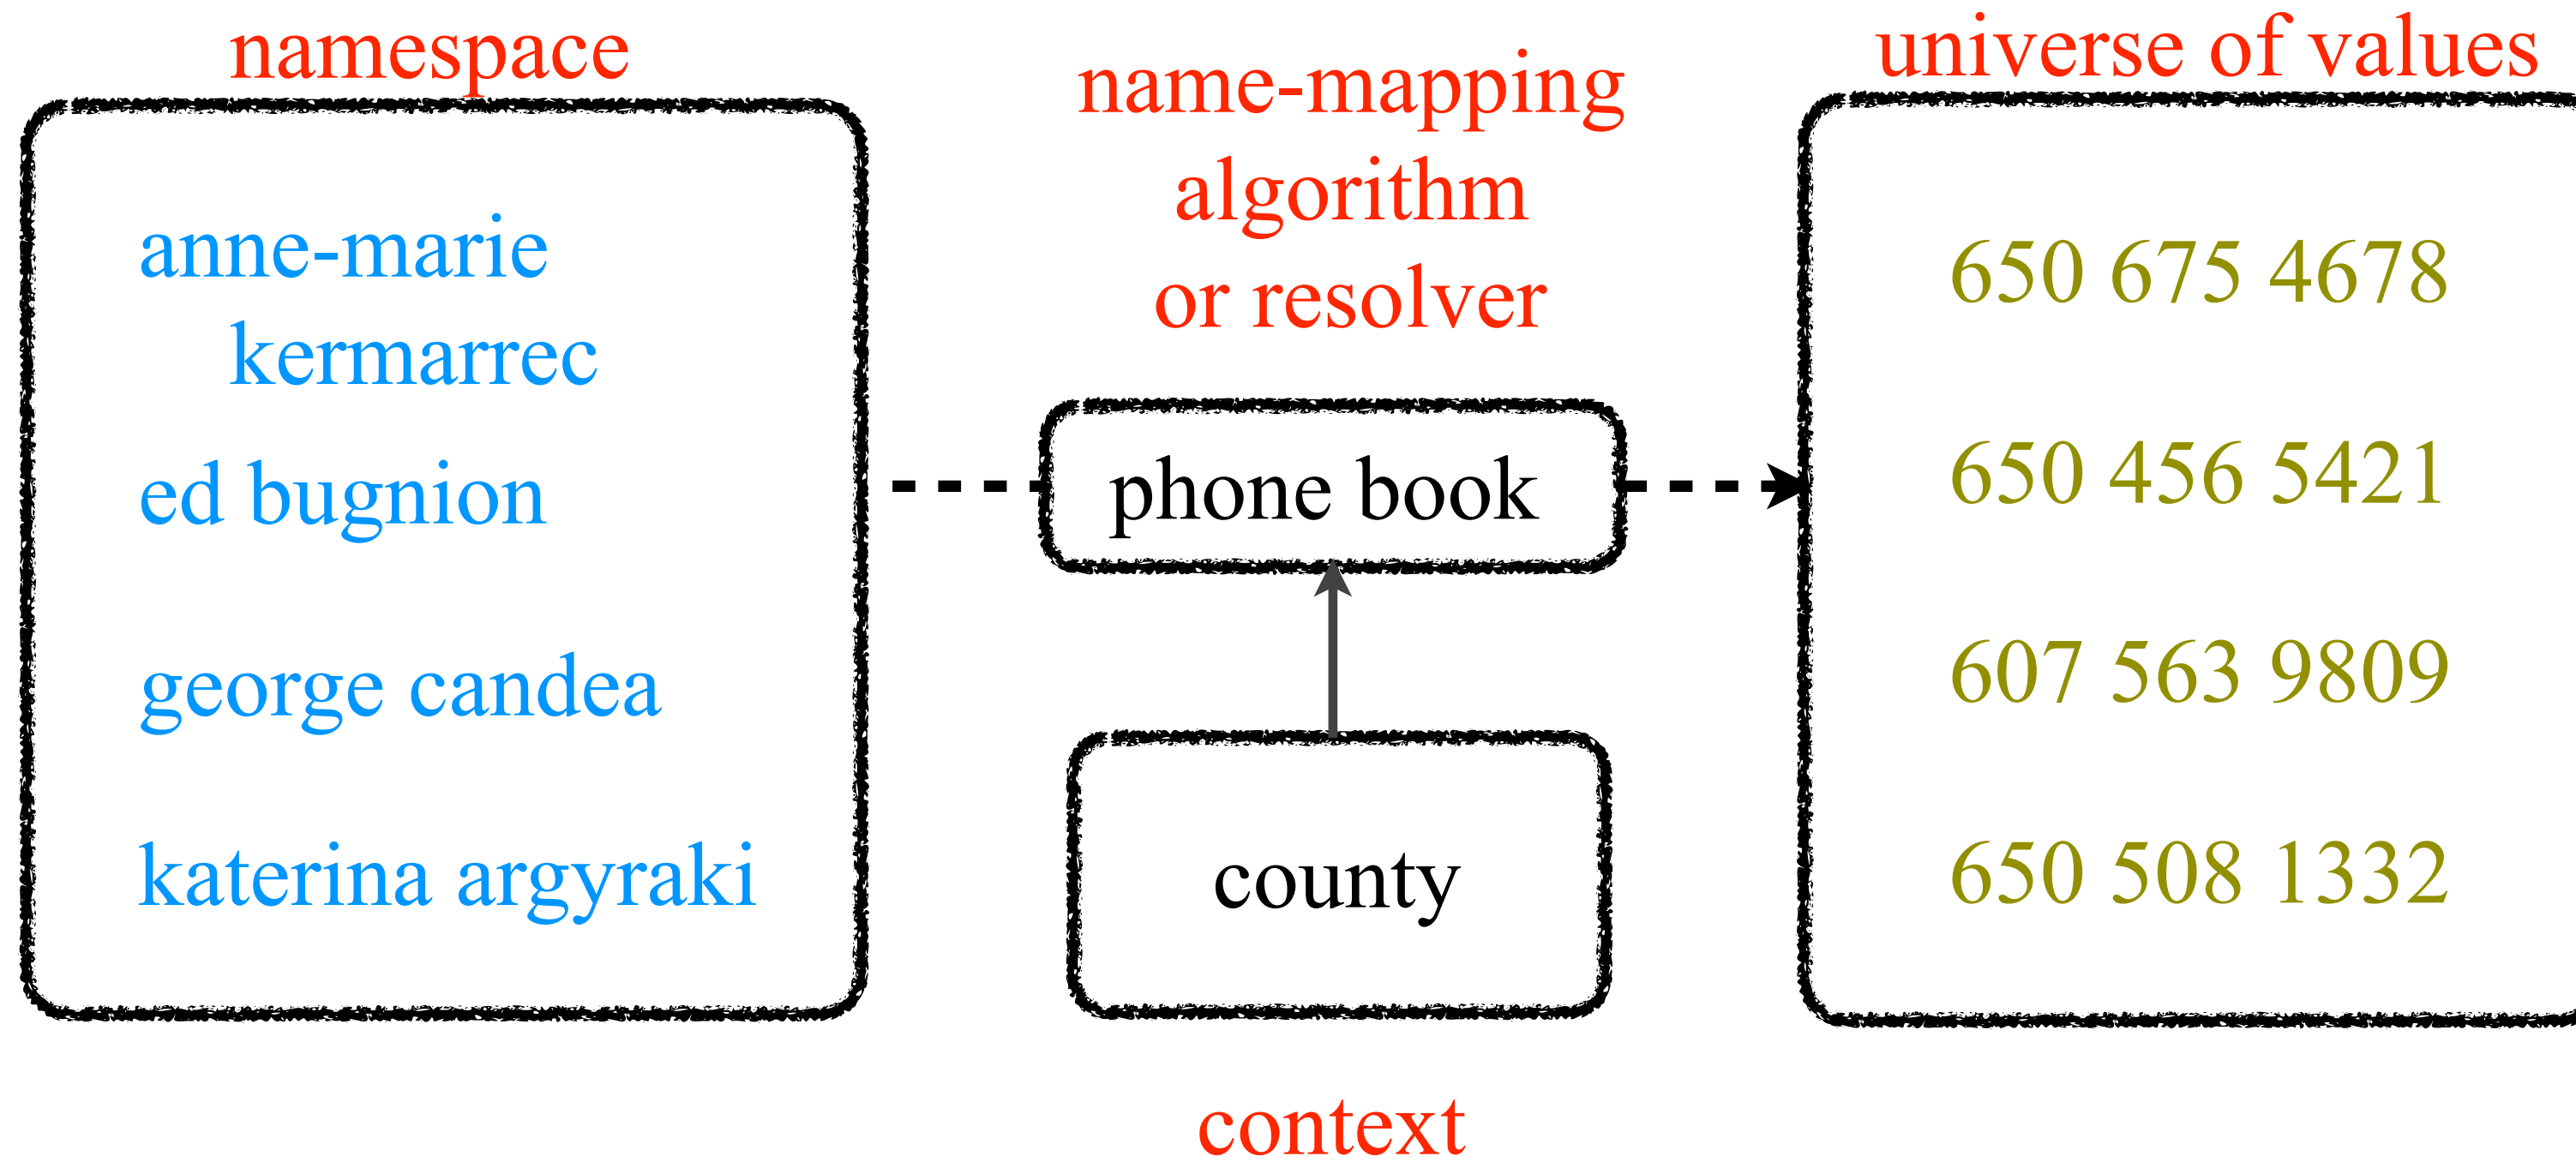 namespace
anne-marie
kermarrec
ed bugnion
george candea
katerina argyraki
name-mapping
algorithm
or resolver
phone book
county
context
universe of values
650 675 4678
650 456 5421
607 563 9809
650 508 1332